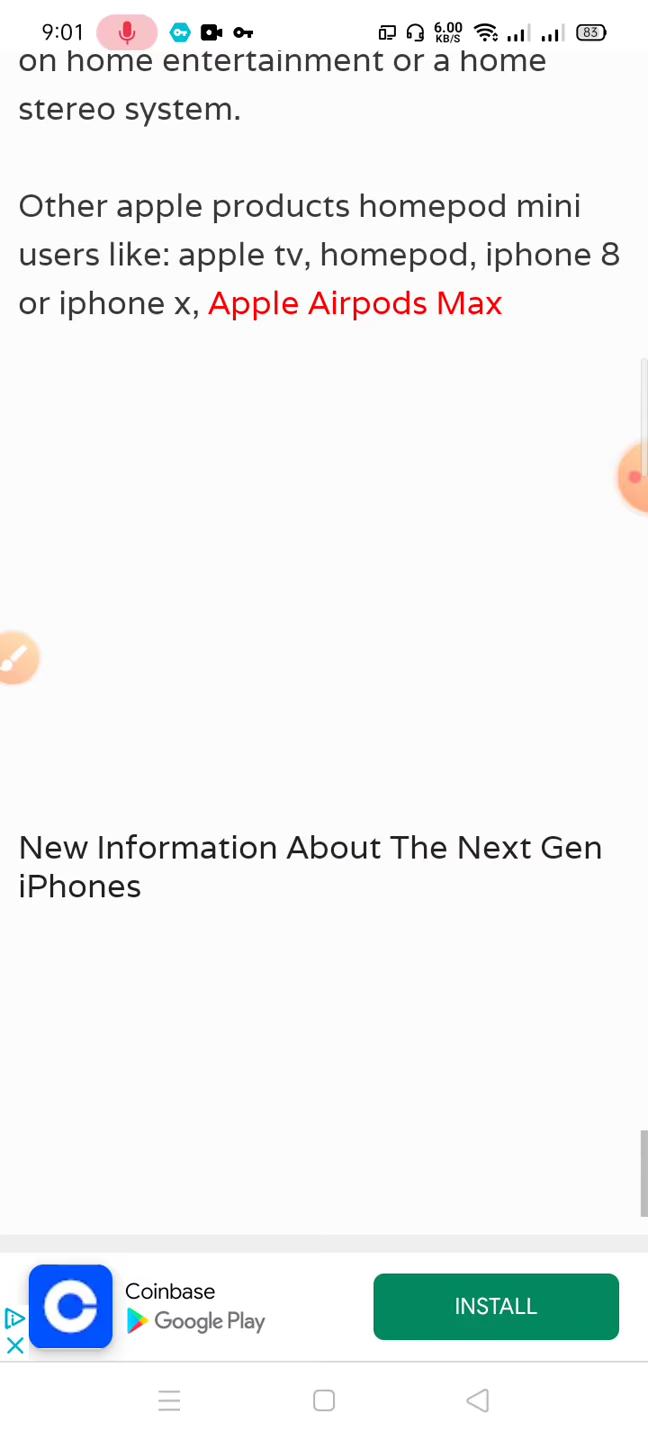 9:01
6.00
KB/S
83
on home entertainment or a home
stereo system.
Other apple products homepod mini
users like: apple tv, homepod, iphone 8
or iphone x, Apple Airpods Max
New Information About The Next Gen
iPhones
Coinbase
Google Play
INSTALL